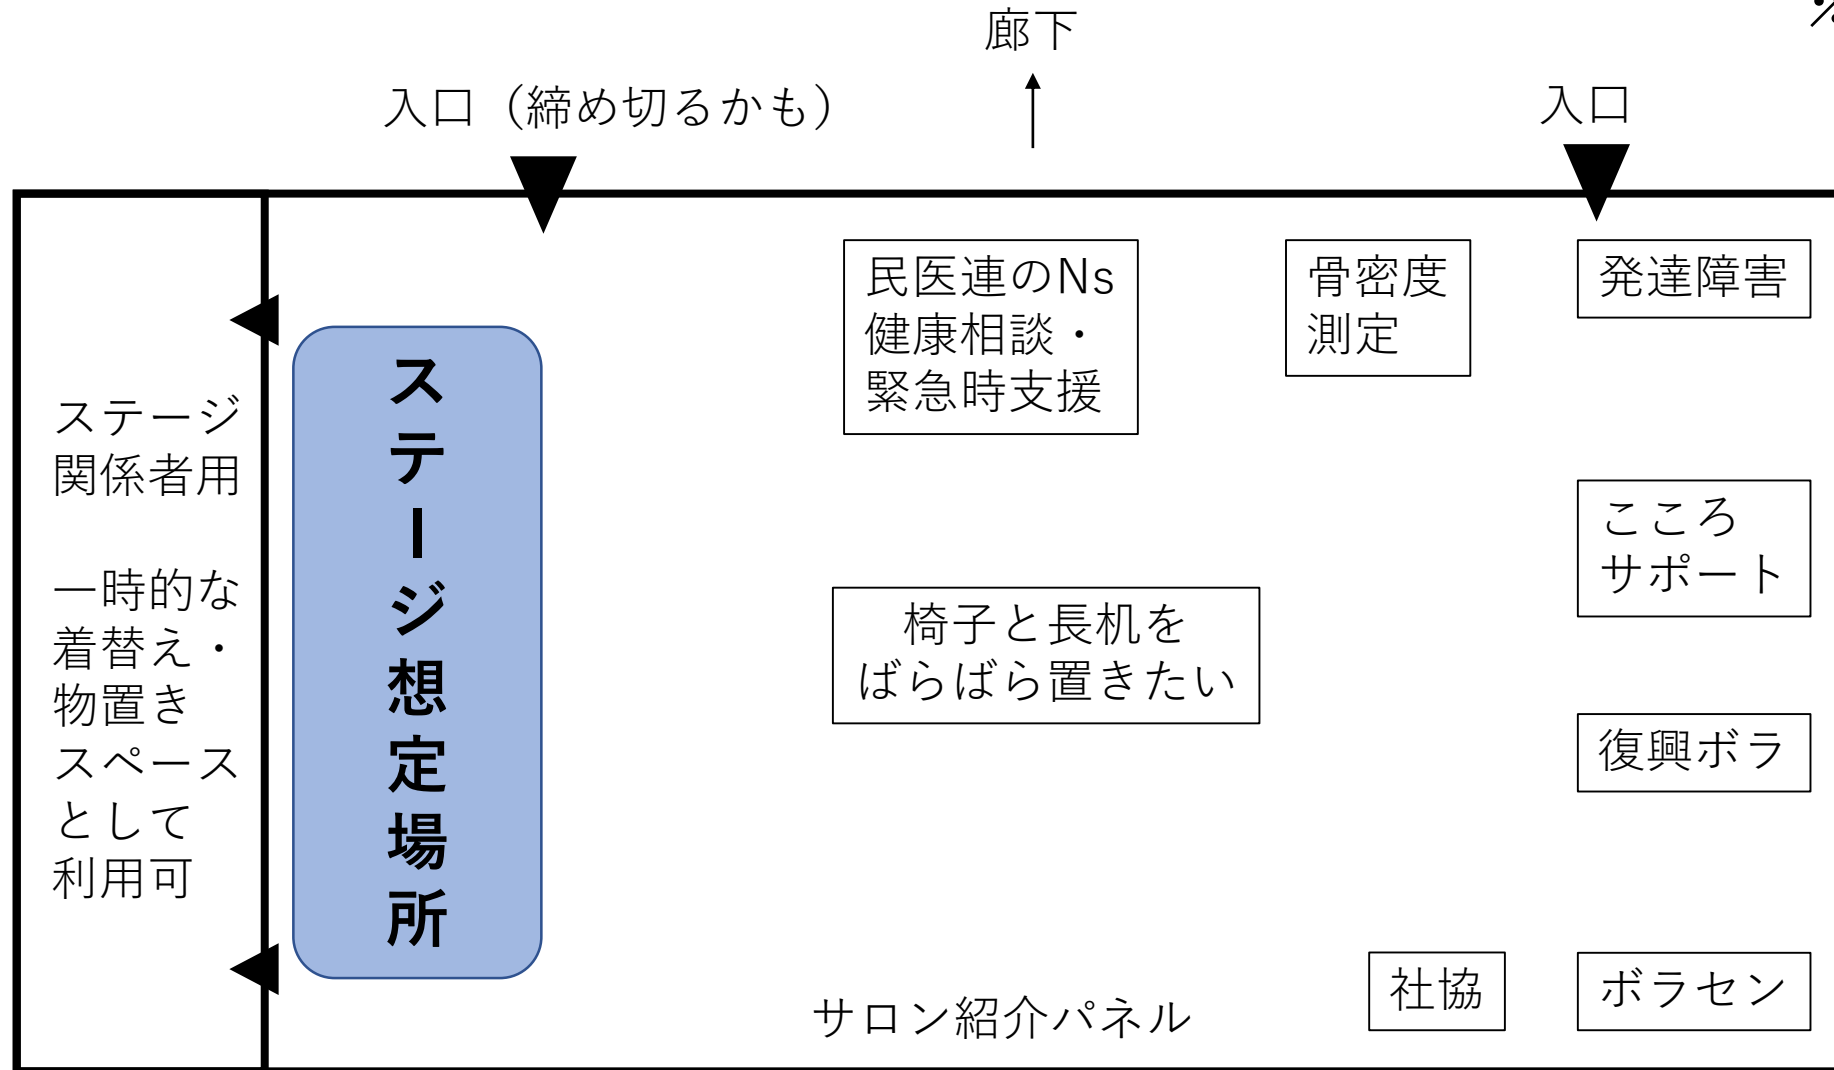 ※
廊下
入口（締め切るかも）
入口
民医連のNs
健康相談・
緊急時支援
骨密度
測定
発達障害
ステージ
関係者用
一時的な
着替え・
物置き
スペース
として
利用可
ステージ想定場所
こころ
サポート
椅子と長机を
ばらばら置きたい
復興ボラ
社協
ボラセン
サロン紹介パネル